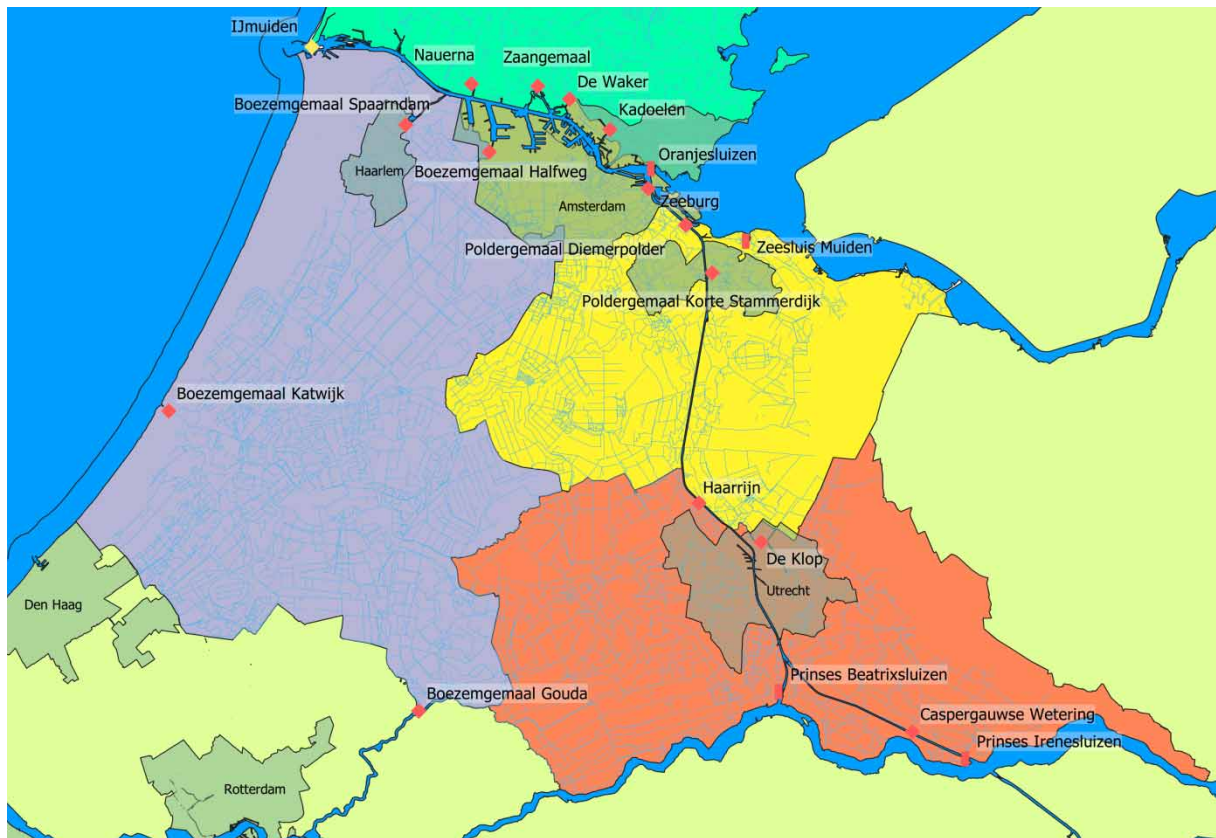 IJmuiden
Nauerna
Zaangemaal
De Waker
Boezemgemaal Spaarndam
Kadoelen
Oranjesluizen
Haarlem
Boezemgemaal Halfweg
Amsterdam
Zeeburg
Poldergemaal Diemerpolder
Zeesluis Muiden
Poldergemaal Korte Stammerdijk
Boezemgemaal Katwijk
Haarrijn
De Klop
Utrecht
Den Haag
Prinses Beatrixsluizen
Boezemgemaal Gouda
Caspergauwse Wetering
Prinses Irenesluizen
Rotterdam